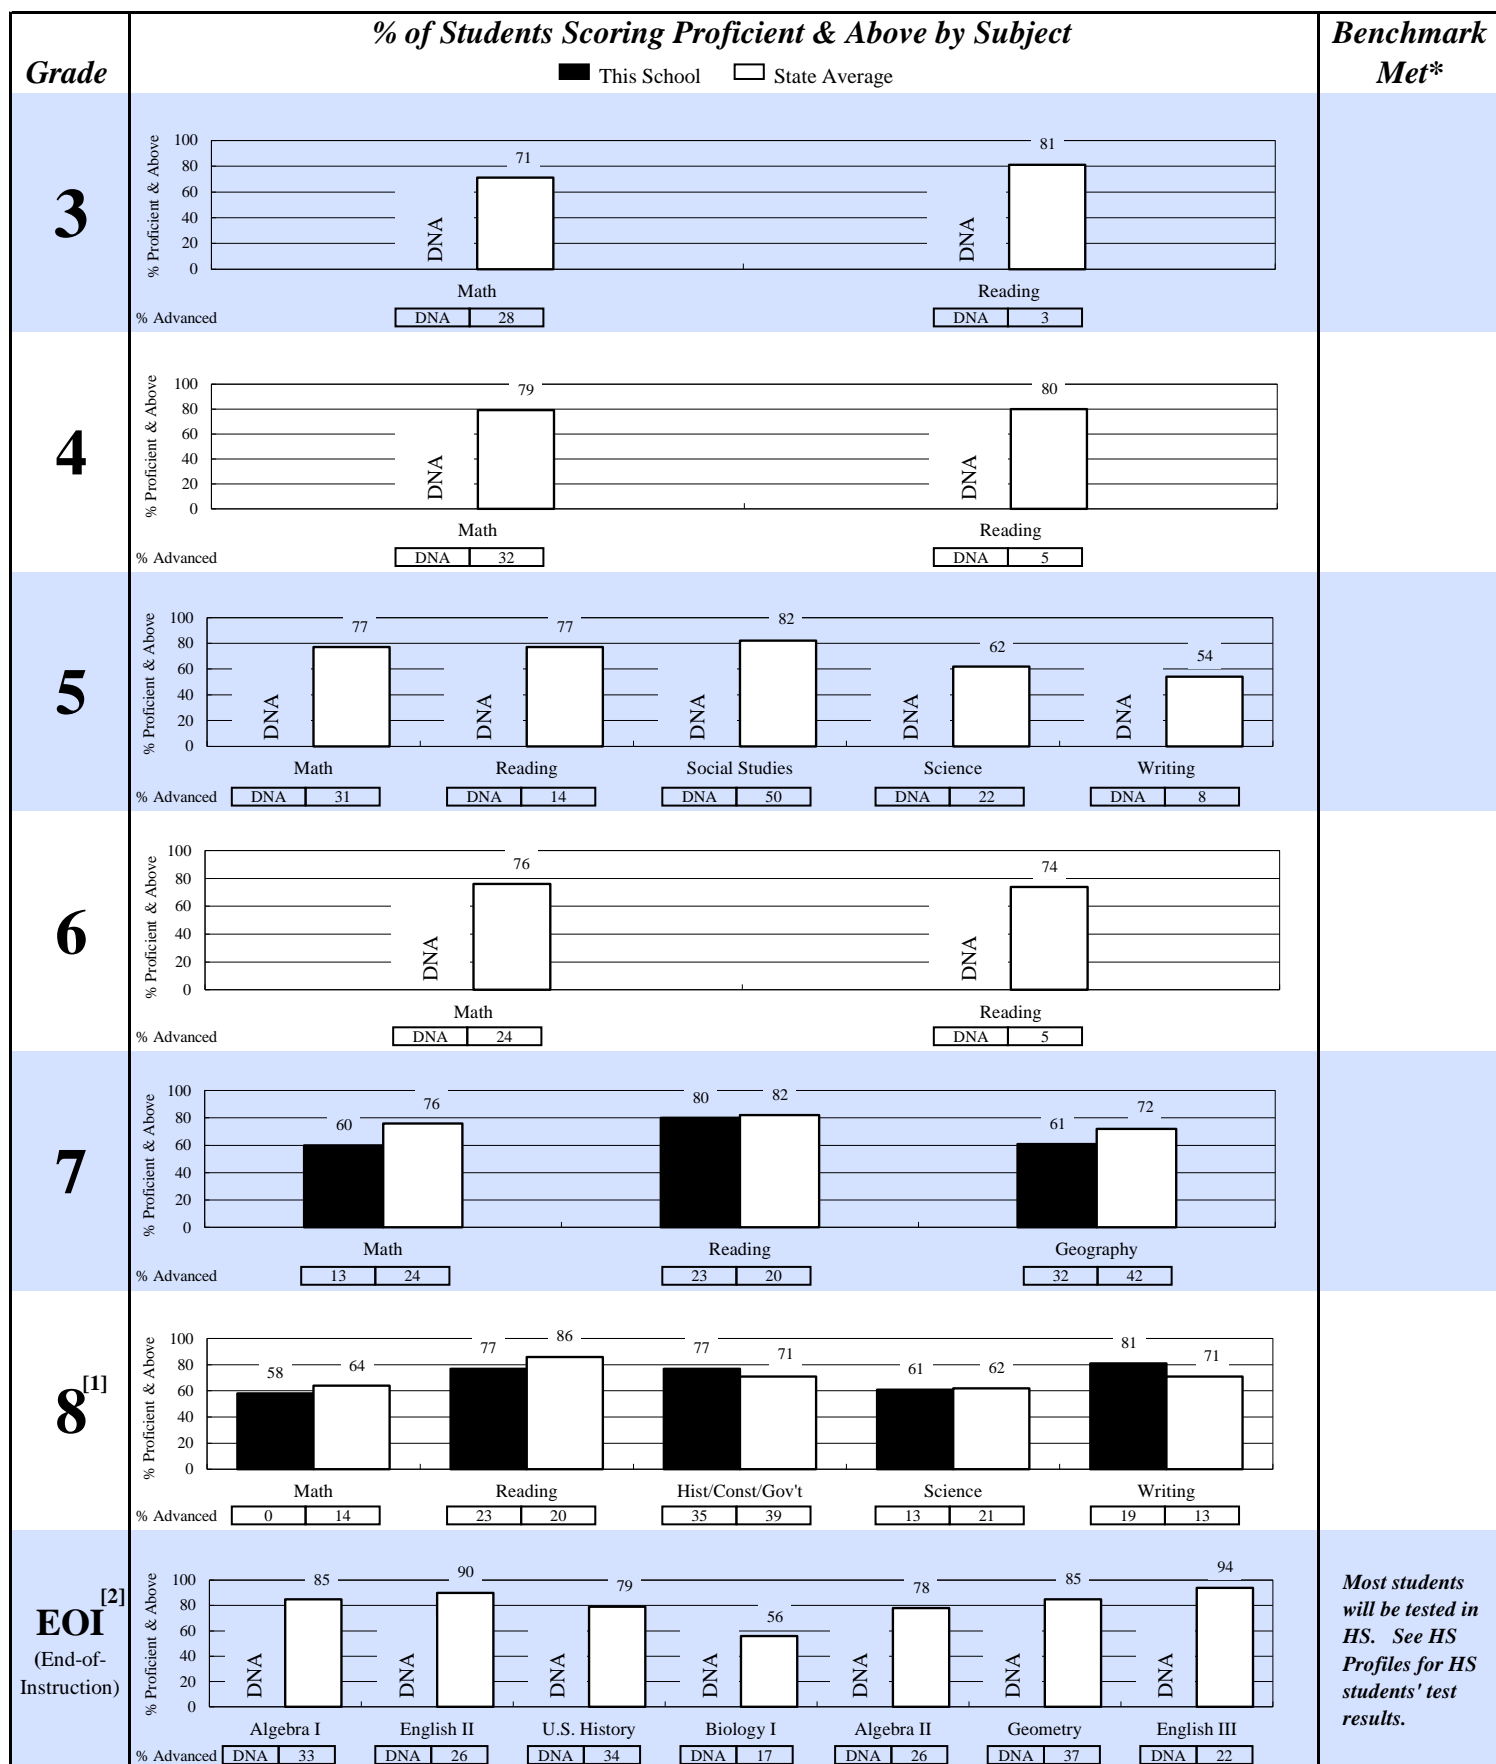 % of Students Scoring Proficient & Above by Subject
Benchmark
Met*
Grade
This School
State Average
3
% Proficient & Above
100
80
60
40
20
0
DNA
71
DNA
81
Math
Reading
% Advanced
DNA 28
DNA 3
4
% Proficient & Above
100
80
60
40
20
0
DNA
79
DNA
80
Math
Reading
% Advanced
DNA 32
DNA 5
5
% Proficient & Above
100
80
60
40
20
0
DNA
77
DNA
77
DNA
82
DNA
62
DNA
54
Math
Reading
Social Studies
Science
Writing
% Advanced
DNA 31
DNA 14
DNA 50
DNA 22
DNA 8
6
% Proficient & Above
100
80
60
40
20
0
DNA
76
DNA
74
Math
Reading
% Advanced
DNA 24
DNA 5
7
% Proficient & Above
100
80
60
40
20
0
60
76
80
82
61
72
Math
Reading
Geography
% Advanced
13 24
23 20
32 42
8[1]
% Proficient & Above
100
80
60
40
20
0
58
64
77
86
77
71
61
62
81
71
Math
Reading
Hist/Const/Gov't
Science
Writing
% Advanced
0 14
23 20
35 39
13 21
19 13
EOI[2]
(End-of-
Instruction)
% Proficient & Above
100
80
60
40
20
0
DNA
85
DNA
90
DNA
79
DNA
56
DNA
78
DNA
85
DNA
94
Algebra I
English II
U.S. History
Biology I
Algebra II
Geometry
English III
% Advanced
DNA 33
DNA 26
DNA 34
DNA 17
DNA 26
DNA 37
DNA 22
Most students
will be tested in
HS. See HS
Profiles for HS
students' test
results.